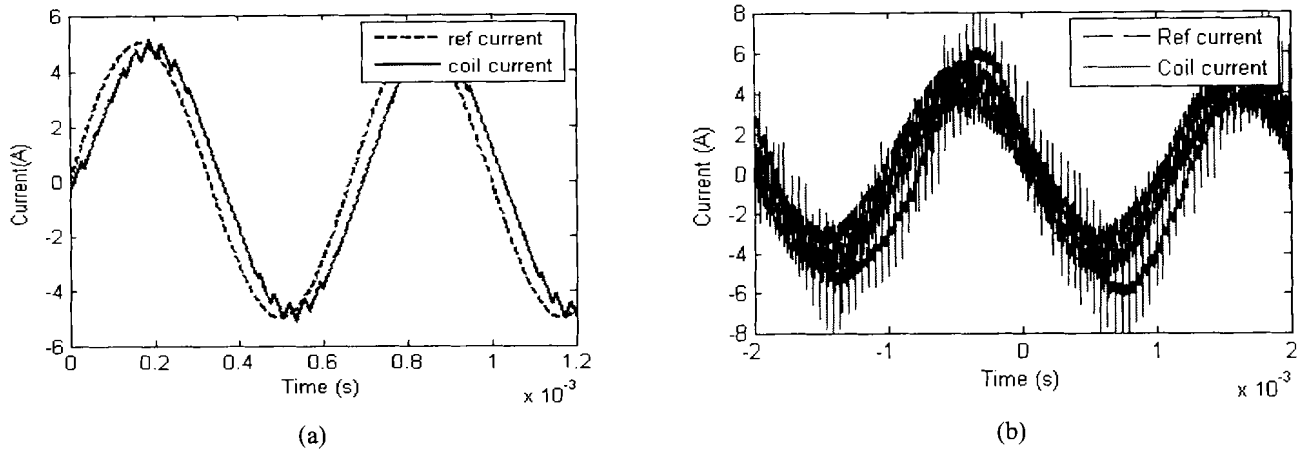 6
4
2
0
-2
-4
-6
Current(A)
ref current
coil current
0
0.2
0.4
0.6
0.8
1
1.2
Time (s)
x 10-3
(a)
8
6
4
2
0
-2
-4
-6
-8
Current (A)
Ref current
Coil current
-2
-1
0
1
2
Time (s)
x 10-3
(b)